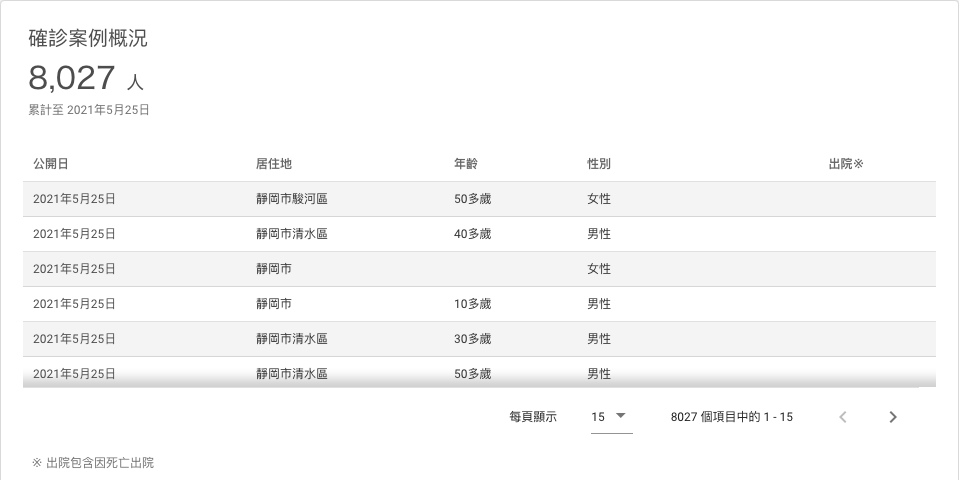 確診案例概況
8,027 人
累計至 2021年5月25日
公開日 居住地 年齡 性別 出院※
2021年5月25日 靜岡市駿河區 50多歲 女性
2021年5月25日 靜岡市清水區 40多歲 男性
2021年5月25日 靜岡市 女性
2021年5月25日 靜岡市 10多歲 男性
2021年5月25日 靜岡市清水區 30多歲 男性
2021年5月25日 靜岡市清水區 50多歲 男性
每頁顯示 15 8027 個項目中的 1 - 15
※ 出院包含因死亡出院